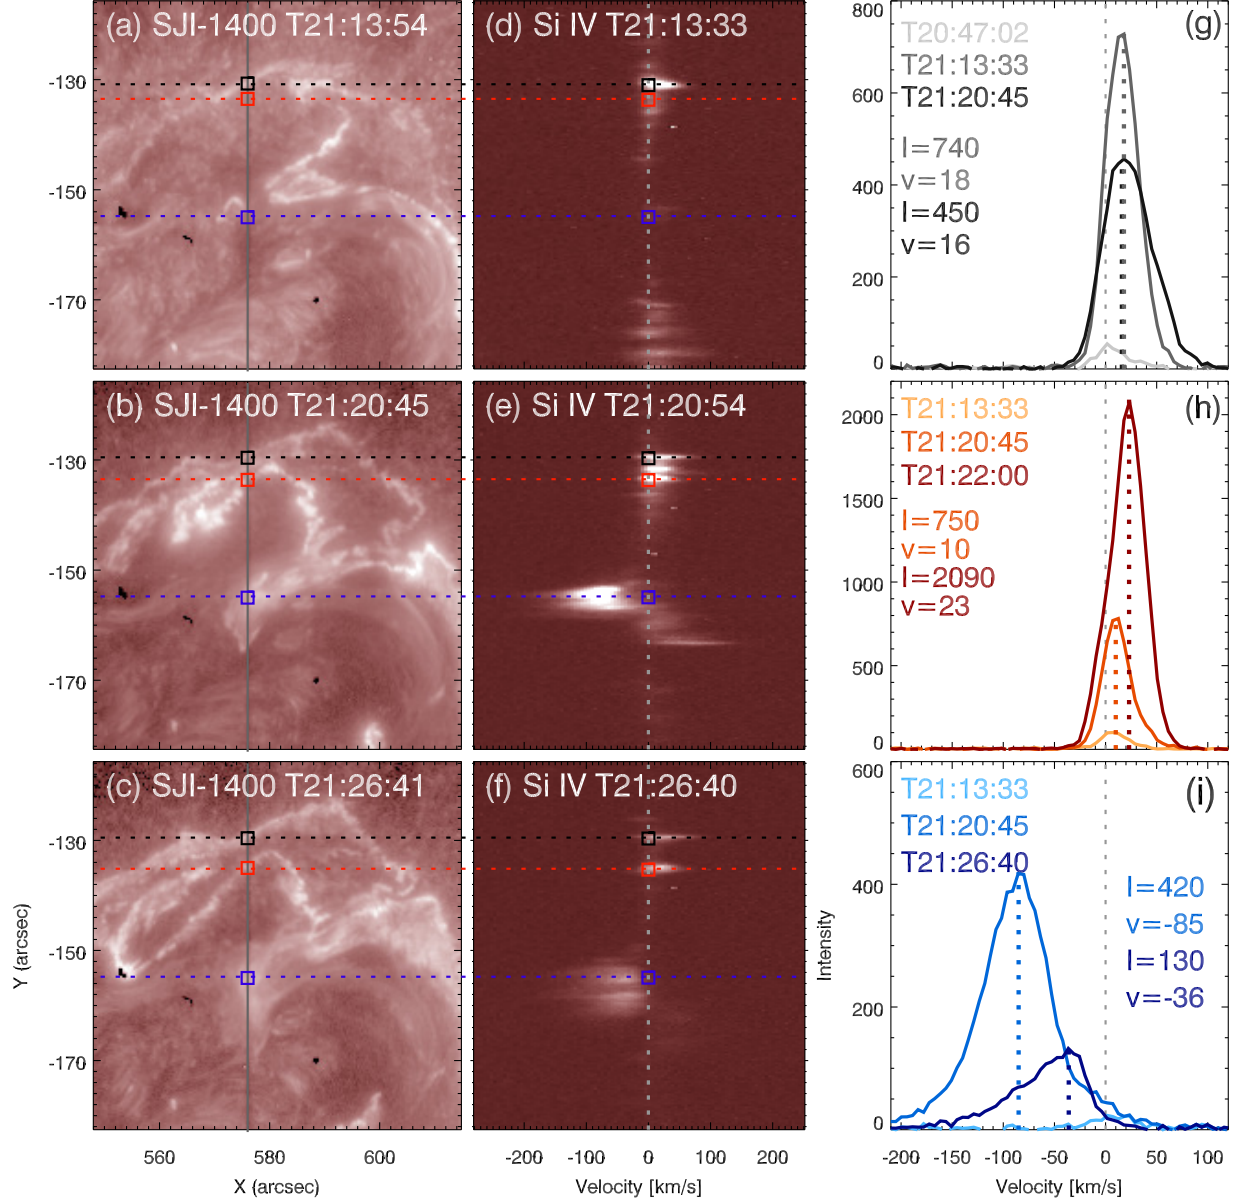 (a) SJI-1400 T21:13:54
(d) Si IV T21:13:33
(g)
T20:47:02
T21:13:33
T21:20:45
I=740
v=18
I=450
v=16
-130
-150
-170
800
600
400
200
0
(b) SJI-1400 T21:20:45
(e) Si IV T21:20:54
(h)
T21:13:33
T21:20:45
T21:22:00
I=750
v=10
I=2090
v=23
-130
-150
-170
2000
1500
1000
500
0
(c) SJI-1400 T21:26:41
(f) Si IV T21:26:40
(i)
T21:13:33
T21:20:45
T21:26:40
I=420
v=-85
I=130
v=-36
-130
-150
-170
Y (arcsec)
Intensity
600
400
200
0
560 580 600
-200 -100 0 100 200
-200 -150 -100 -50 0 50 100
X (arcsec)
Velocity [km/s]
Velocity [km/s]